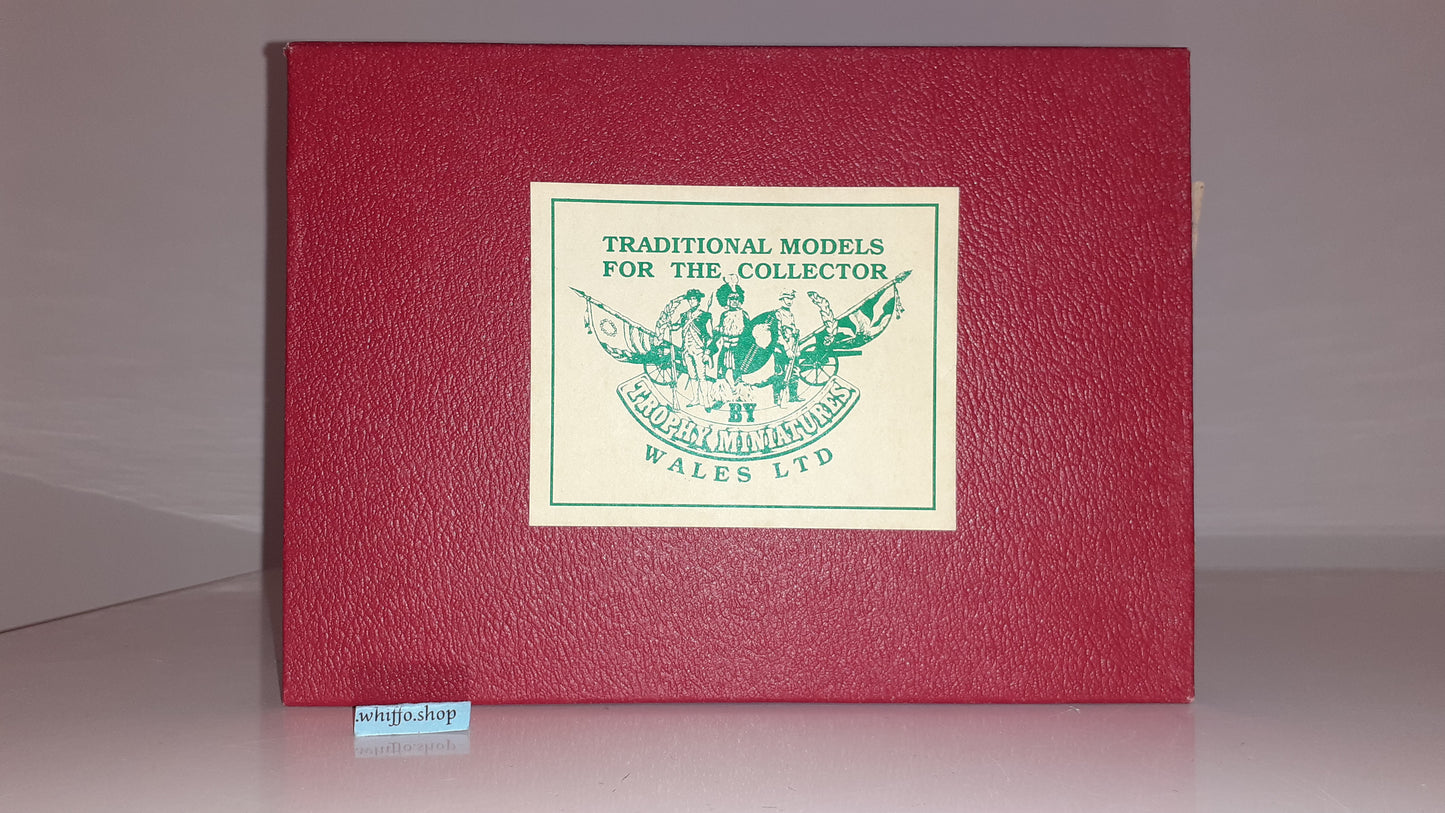 TRADITIONAL MODELS
FOR THE COLLECTOR
BY
TROPHY MINIATURES
WALES LTD
.whiffo.shop